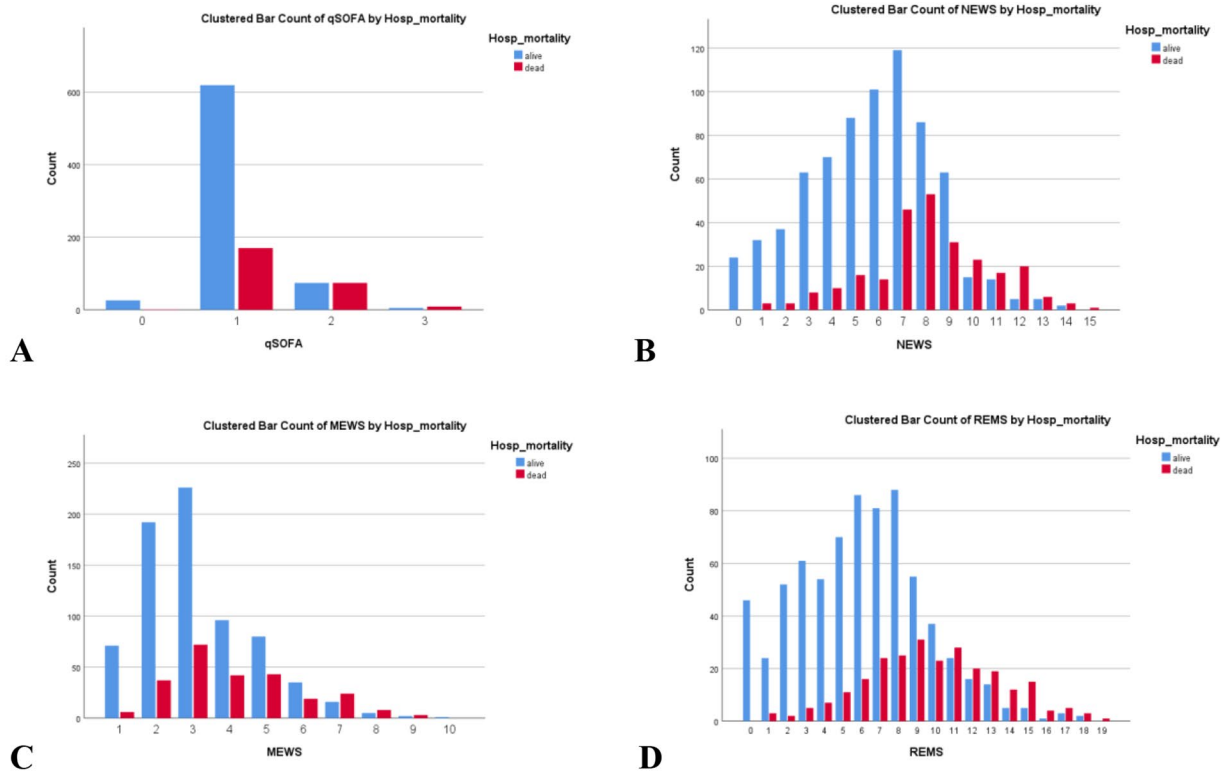 Clustered Bar Count of qSOFA by Hosp_mortality
Hosp_mortality
alive
dead
600
400
200
0
Count
0 1 2 3
qSOFA
A
Clustered Bar Count of NEWS by Hosp_mortality
Hosp_mortality
alive
dead
120
100
80
60
40
20
0
Count
0 1 2 3 4 5 6 7 8 9 10 11 12 13 14 15
NEWS
B
Clustered Bar Count of MEWS by Hosp_mortality
Hosp_mortality
alive
dead
250
200
150
100
50
0
Count
1 2 3 4 5 6 7 8 9 10
MEWS
C
Clustered Bar Count of REMS by Hosp_mortality
Hosp_mortality
alive
dead
100
80
60
40
20
0
Count
0 1 2 3 4 5 6 7 8 9 10 11 12 13 14 15 16 17 18 19
REMS
D